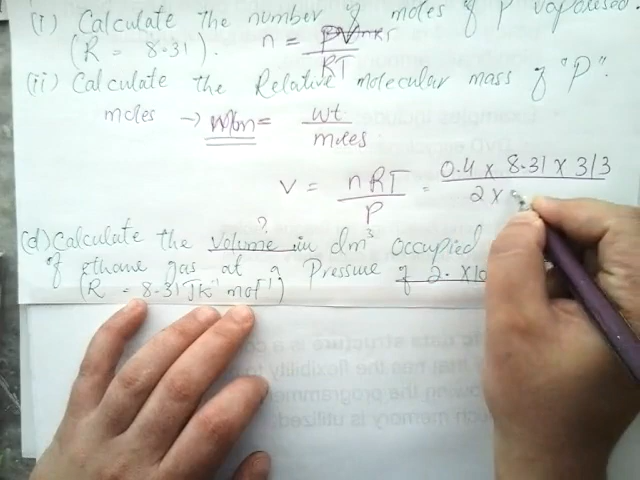 (i) Calculate the number of moles of P vaporised.
(R = 8.31). n = PV
RT
(ii) Calculate the Relative molecular mass of "P".
moles → = wt
moles
V = nRT = 0.4 x 8.31 x 313
P 2 x
?
(d) Calculate the volume in dm³ occupied
of ethane gas at a Pressure of 2. x10
(R = 8.31 JK⁻¹ mol⁻¹)